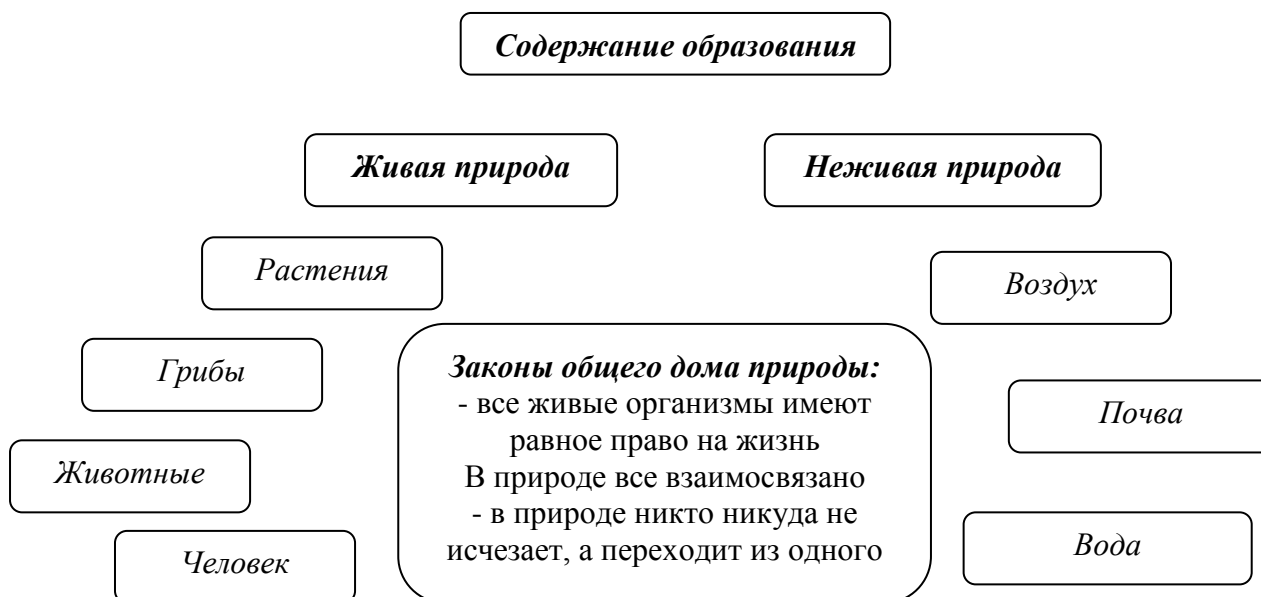 Содержание образования
Живая природа
Неживая природа
Растения
Воздух
Грибы
Законы общего дома природы:
- все живые организмы имеют
равное право на жизнь
В природе все взаимосвязано
- в природе никто никуда не
исчезает, а переходит из одного
Почва
Животные
Вода
Человек